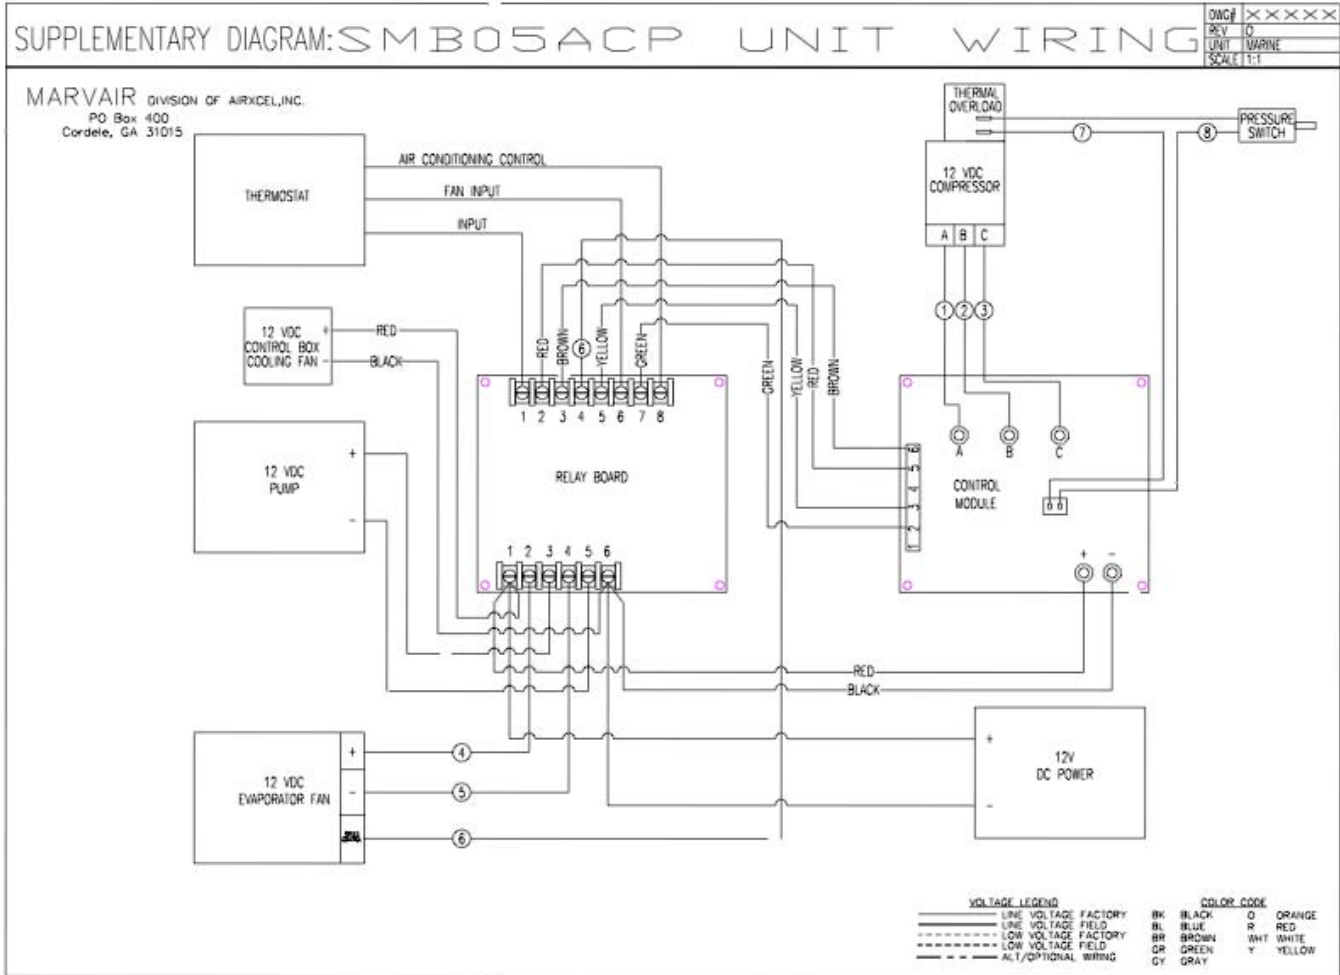 SUPPLEMENTARY DIAGRAM: SMB05ACP UNIT WIRING
DWG# XXXXX
REV 0
UNIT MARINE
SCALE 1:1
MARVAIR DIVISION OF AIRXCEL,INC.
PO Box 400
Cordele, GA 31015
THERMOSTAT
AIR CONDITIONING CONTROL
FAN INPUT
INPUT
THERMAL
OVERLOAD
7
8
PRESSURE
SWITCH
12 VDC
COMPRESSOR
A B C
1 2 3
12 VDC
CONTROL BOX
COOLING FAN
+
-
RED
BLACK
RED
BROWN
6
YELLOW
GREEN
GREEN
YELLOW
RED
BROWN
1 2 3 4 5 6 7 8
RELAY BOARD
1 2 3 4 5 6
12 VDC
PUMP
+
-
6
5
4
3
2
1
A B C
CONTROL
MODULE
+ -
RED
BLACK
12 VDC
EVAPORATOR FAN
+
-
4
5
6
12V
DC POWER
+
-
VOLTAGE LEGEND
LINE VOLTAGE FACTORY
LINE VOLTAGE FIELD
LOW VOLTAGE FACTORY
LOW VOLTAGE FIELD
ALT/OPTIONAL WIRING
COLOR CODE
BK BLACK O ORANGE
BL BLUE R RED
BR BROWN WHT WHITE
GR GREEN Y YELLOW
GY GRAY